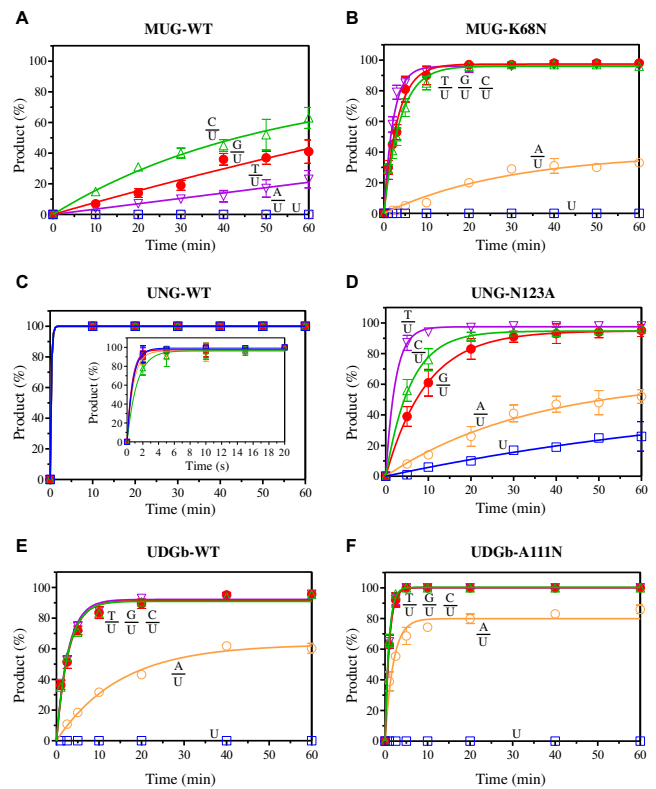 A
MUG-WT
Product (%)
100
80
60
40
20
0
C
U
G
U
T
U
A
U
U
0 10 20 30 40 50 60
Time (min)
B
MUG-K68N
Product (%)
100
80
60
40
20
0
T G C
U U U
A
U
U
0 10 20 30 40 50 60
Time (min)
C
UNG-WT
Product (%)
100
80
60
40
20
0
Product (%)
100
80
60
40
20
0
0 2 4 6 8 10 12 14 16 18 20
Time (s)
0 10 20 30 40 50 60
Time (min)
D
UNG-N123A
Product (%)
100
80
60
40
20
0
T
U
C
U
G
U
A
U
U
0 10 20 30 40 50 60
Time (min)
E
UDGb-WT
Product (%)
100
80
60
40
20
0
T G C
U U U
A
U
U
0 10 20 30 40 50 60
Time (min)
F
UDGb-A111N
Product (%)
100
80
60
40
20
0
T G C
U U U
A
U
U
0 10 20 30 40 50 60
Time (min)